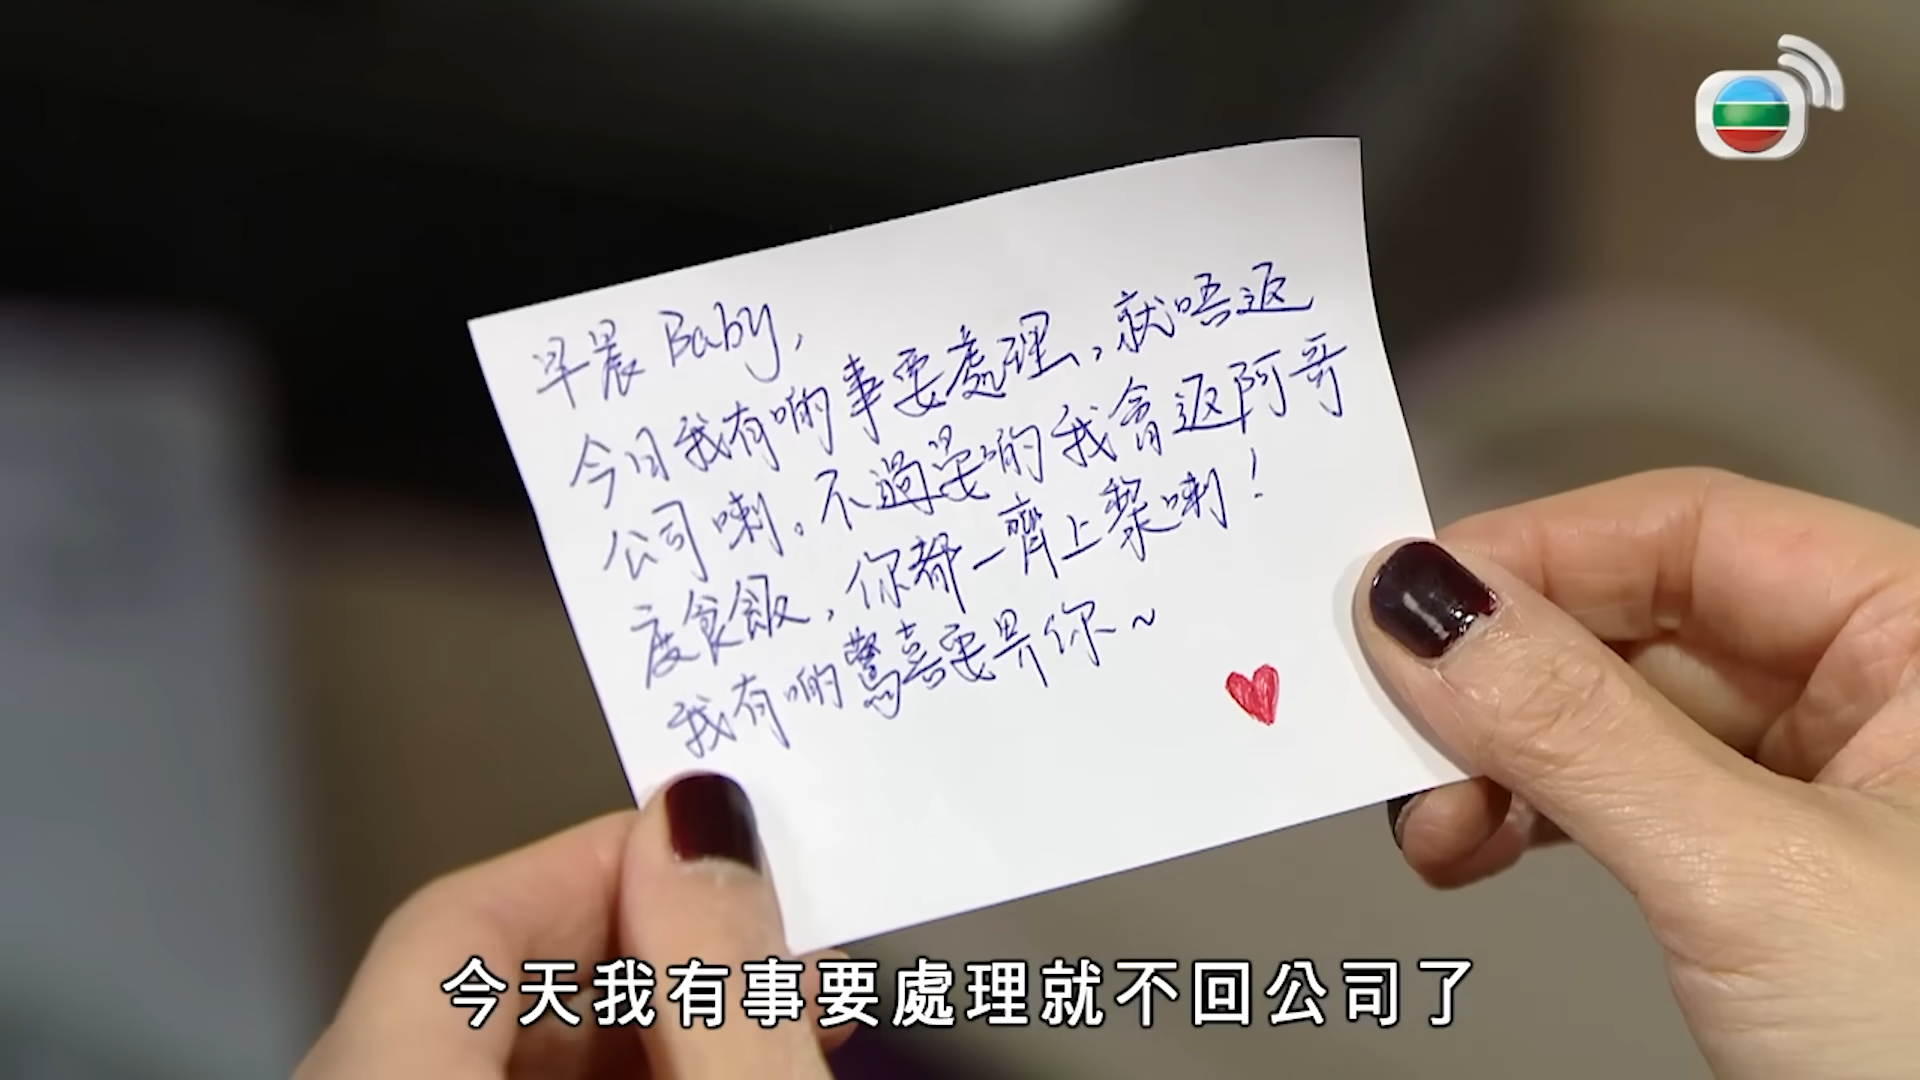 早晨 Baby,
今日我有啲事要處理,就唔返
公司喇。不過晏啲我會返阿哥
度食飯,你都一齊上黎喇!
我有啲驚喜要畀你~
今天我有事要處理就不回公司了